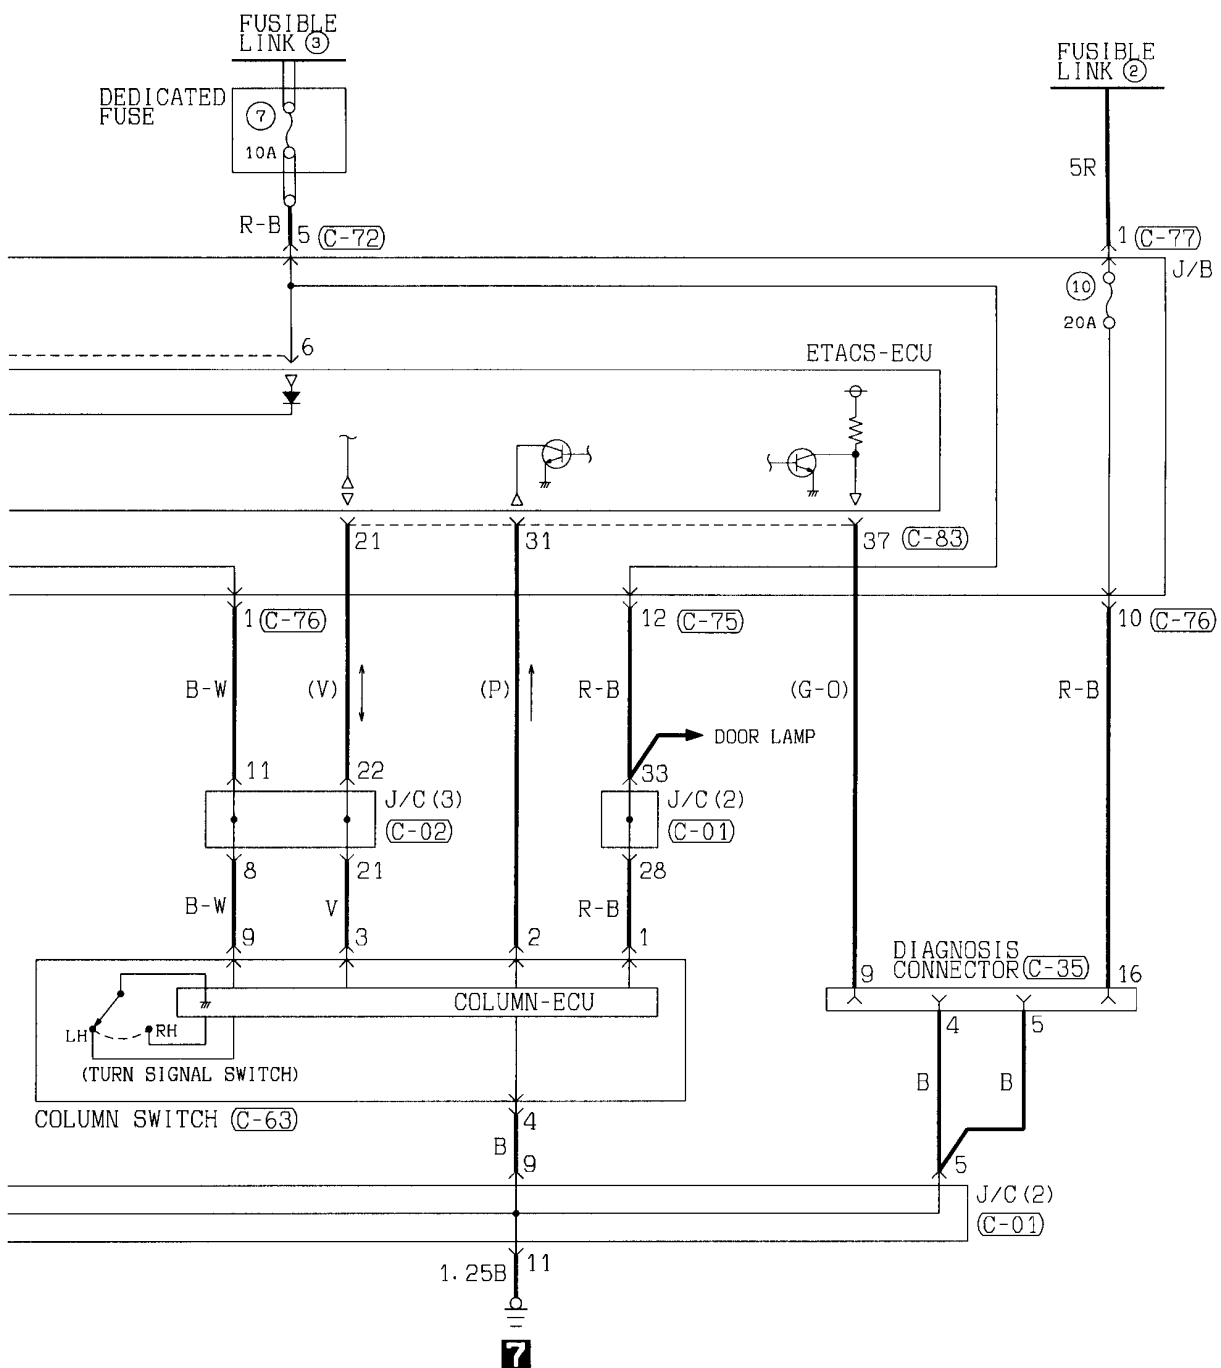 FUSIBLE
LINK ③
FUSIBLE
LINK ②
DEDICATED
FUSE
⑦
10A
5R
R-B
5 (C-72)
1 (C-77)
J/B
⑩
20A
6
ETACS-ECU
21
31
37 (C-83)
1 (C-76)
12 (C-75)
10 (C-76)
B-W
(V)
(P)
R-B
(G-O)
R-B
DOOR LAMP
11
22
33
J/C(3)
(C-02)
J/C(2)
(C-01)
8
21
28
B-W
V
R-B
9
3
2
1
DIAGNOSIS
CONNECTOR (C-35)
9
16
COLUMN-ECU
LH
RH
4
5
(TURN SIGNAL SWITCH)
B
B
COLUMN SWITCH (C-63)
4
B
9
5
J/C(2)
(C-01)
11
1.25B
7